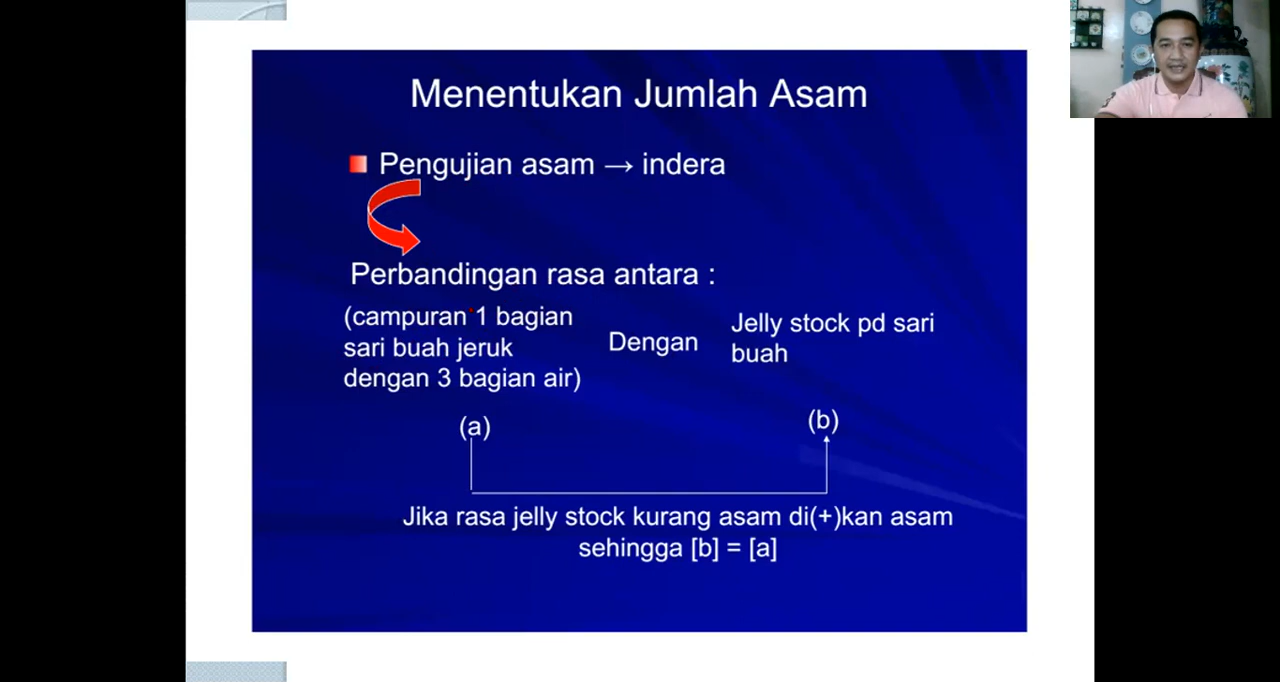 Menentukan Jumlah Asam
Pengujian asam → indera
Perbandingan rasa antara :
(campuran 1 bagian
sari buah jeruk
dengan 3 bagian air)
Dengan
Jelly stock pd sari
buah
(a)
(b)
Jika rasa jelly stock kurang asam di(+)kan asam
sehingga [b] = [a]